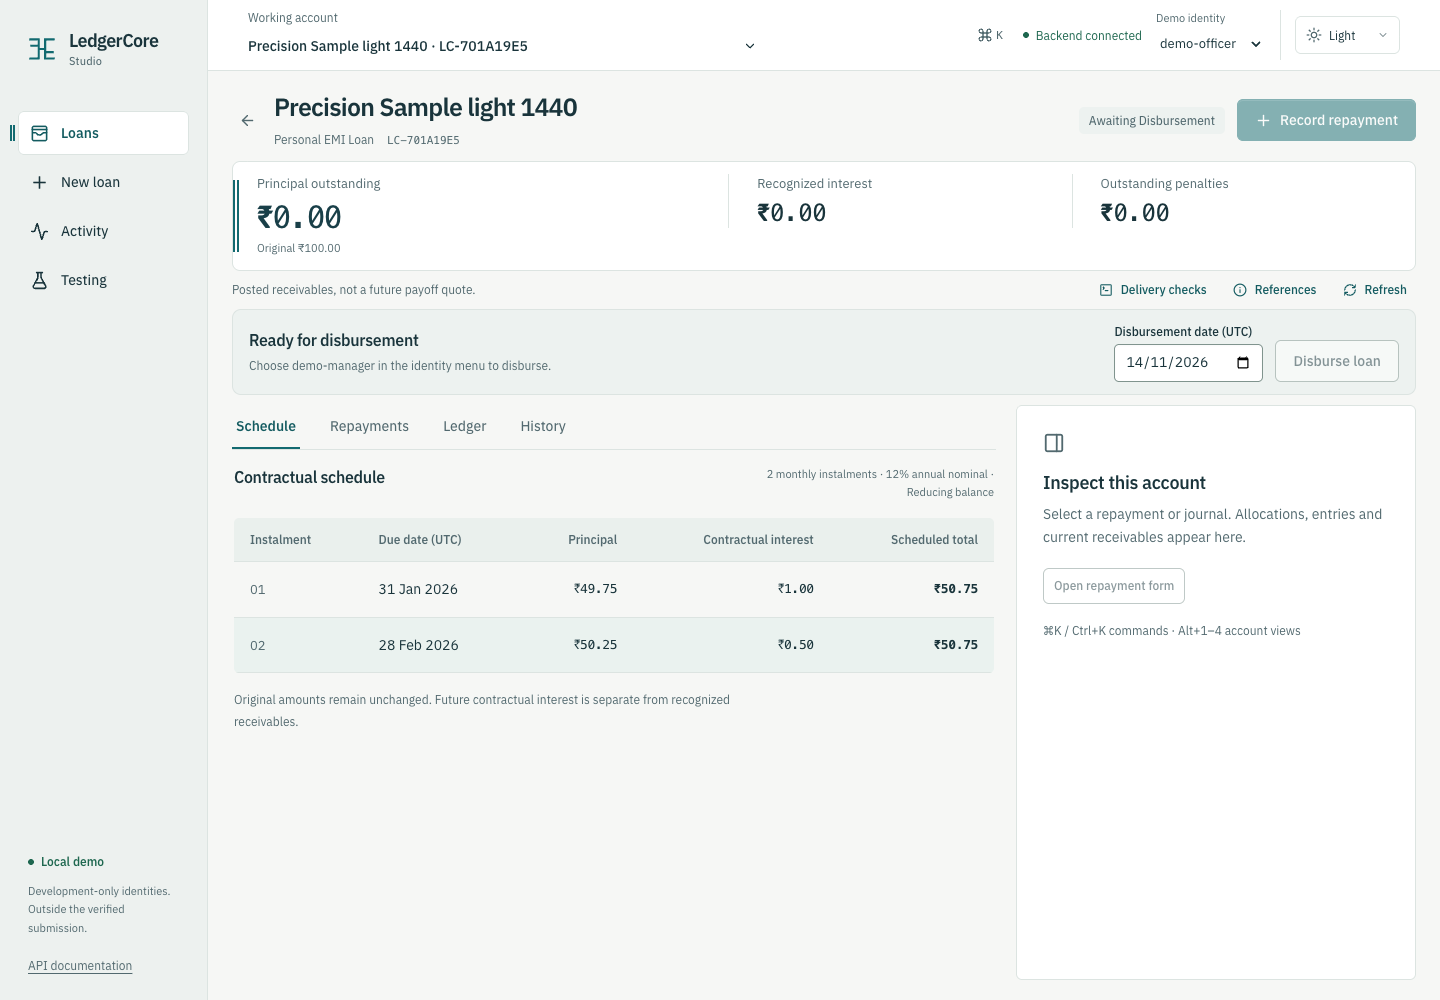 LedgerCore
Studio
Loans
New loan
Activity
Testing
Local demo
Development-only identities.
Outside the verified
submission.
API documentation
Working account
Precision Sample light 1440 · LC-701A19E5
⌘ K
Backend connected
Demo identity
demo-officer
Light
Precision Sample light 1440
Personal EMI Loan LC-701A19E5
Awaiting Disbursement
Record repayment
Principal outstanding
₹0.00
Original ₹100.00
Recognized interest
₹0.00
Outstanding penalties
₹0.00
Posted receivables, not a future payoff quote.
Delivery checks
References
Refresh
Ready for disbursement
Choose demo-manager in the identity menu to disburse.
Disbursement date (UTC)
14/11/2026
Disburse loan
Schedule Repayments Ledger History
Contractual schedule
2 monthly instalments · 12% annual nominal ·
Reducing balance
Instalment Due date (UTC) Principal Contractual interest Scheduled total
01 31 Jan 2026 ₹49.75 ₹1.00 ₹50.75
02 28 Feb 2026 ₹50.25 ₹0.50 ₹50.75
Original amounts remain unchanged. Future contractual interest is separate from recognized
receivables.
Inspect this account
Select a repayment or journal. Allocations, entries and
current receivables appear here.
Open repayment form
⌘K / Ctrl+K commands · Alt+1–4 account views